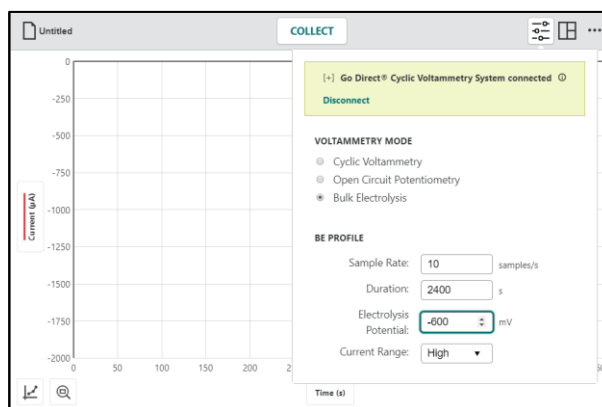 Untitled
COLLECT
[+] Go Direct® Cyclic Voltammetry System connected
Disconnect
VOLTAMMETRY MODE
Cyclic Voltammetry
Open Circuit Potentiometry
Bulk Electrolysis
BE PROFILE
Sample Rate: 10 samples/s
Duration: 2400 s
Electrolysis
Potential: -600 mV
Current Range: High
Current (µA)
0
-250
-500
-750
-1000
-1250
-1500
-1750
-2000
0 50 100 150 200
Time (s)